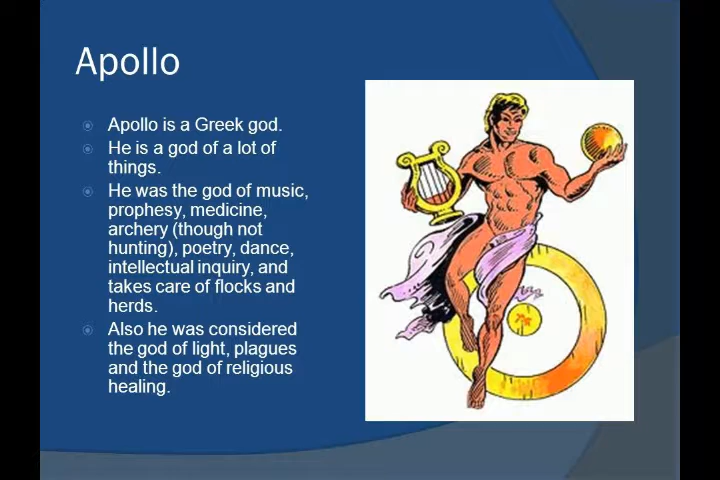 Apollo
Apollo is a Greek god.
He is a god of a lot of
things.
He was the god of music,
prophesy, medicine,
archery (though not
hunting), poetry, dance,
intellectual inquiry, and
takes care of flocks and
herds.
Also he was considered
the god of light, plagues
and the god of religious
healing.